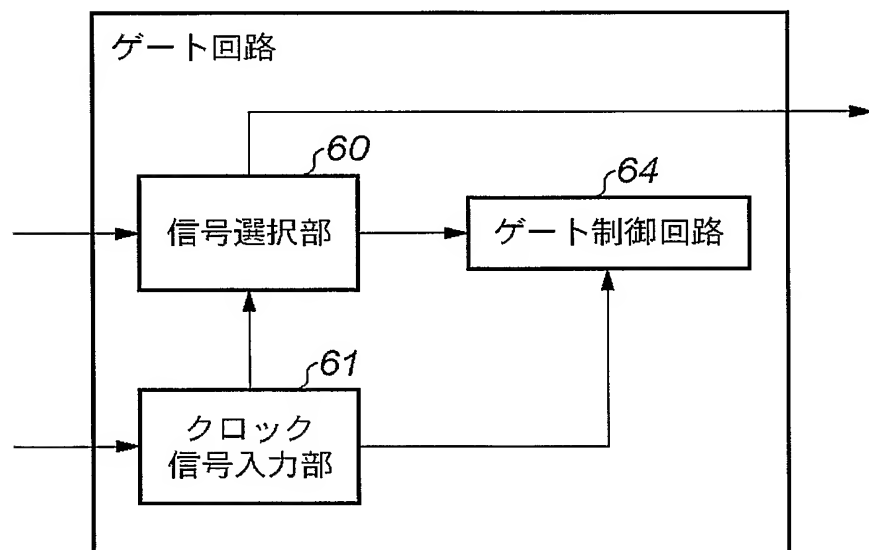 ゲート回路
60
信号選択部
64
ゲート制御回路
61
クロック
信号入力部